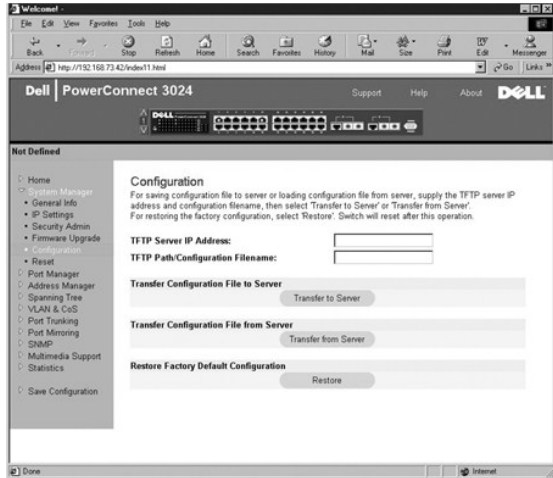 Welcome! -
File Edit View Favorites Tools Help
Back Forward Stop Refresh Home Search Favorites History Mail Size Print Edit Messenger
Address http://192.168.73.42/index11.html Go Links »
Dell | PowerConnect 3024
Support Help About DELL
DELL
Not Defined
Home
System Manager
General Info
IP Settings
Security Admin
Firmware Upgrade
Configuration
Reset
Port Manager
Address Manager
Spanning Tree
VLAN & CoS
Port Trunking
Port Mirroring
SNMP
Multimedia Support
Statistics
Save Configuration
Configuration
For saving configuration file to server or loading configuration file from server, supply the TFTP server IP
address and configuration filename, then select 'Transfer to Server' or 'Transfer from Server'.
For restoring the factory configuration, select 'Restore'. Switch will reset after this operation.
TFTP Server IP Address:
TFTP Path/Configuration Filename:
Transfer Configuration File to Server
Transfer to Server
Transfer Configuration File from Server
Transfer from Server
Restore Factory Default Configuration
Restore
Done Internet